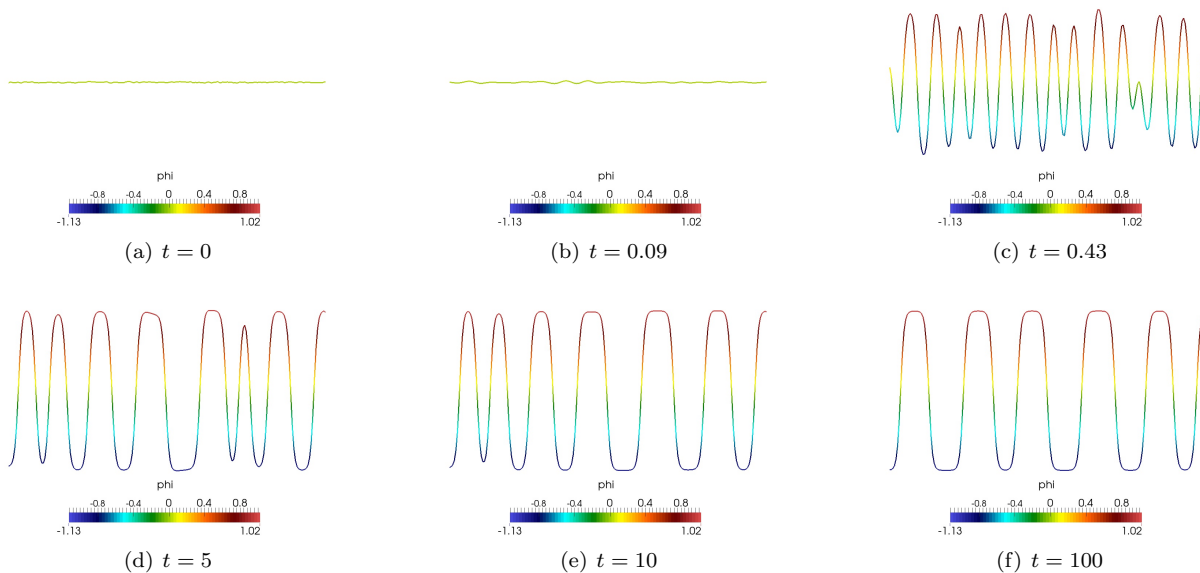 phi
-0.8 -0.4 0 0.4 0.8
-1.13 1.02
(a) t = 0
phi
-0.8 -0.4 0 0.4 0.8
-1.13 1.02
(b) t = 0.09
phi
-0.8 -0.4 0 0.4 0.8
-1.13 1.02
(c) t = 0.43
phi
-0.8 -0.4 0 0.4 0.8
-1.13 1.02
(d) t = 5
phi
-0.8 -0.4 0 0.4 0.8
-1.13 1.02
(e) t = 10
phi
-0.8 -0.4 0 0.4 0.8
-1.13 1.02
(f) t = 100